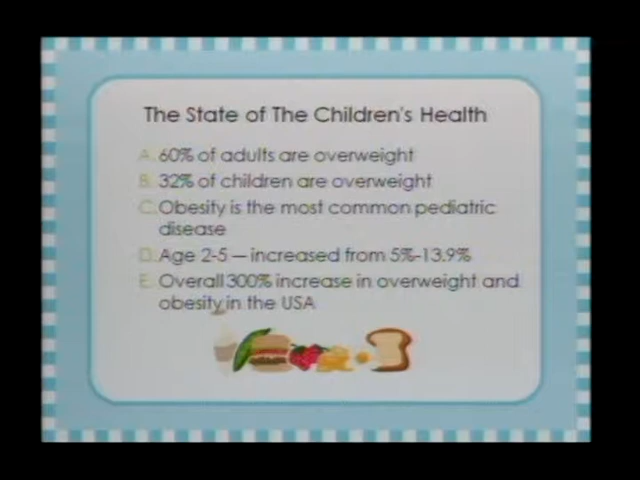 The State of The Children's Health
A. 60% of adults are overweight
B. 32% of children are overweight
C. Obesity is the most common pediatric
disease
D. Age 2-5 — increased from 5%-13.9%
E. Overall 300% increase in overweight and
obesity in the USA